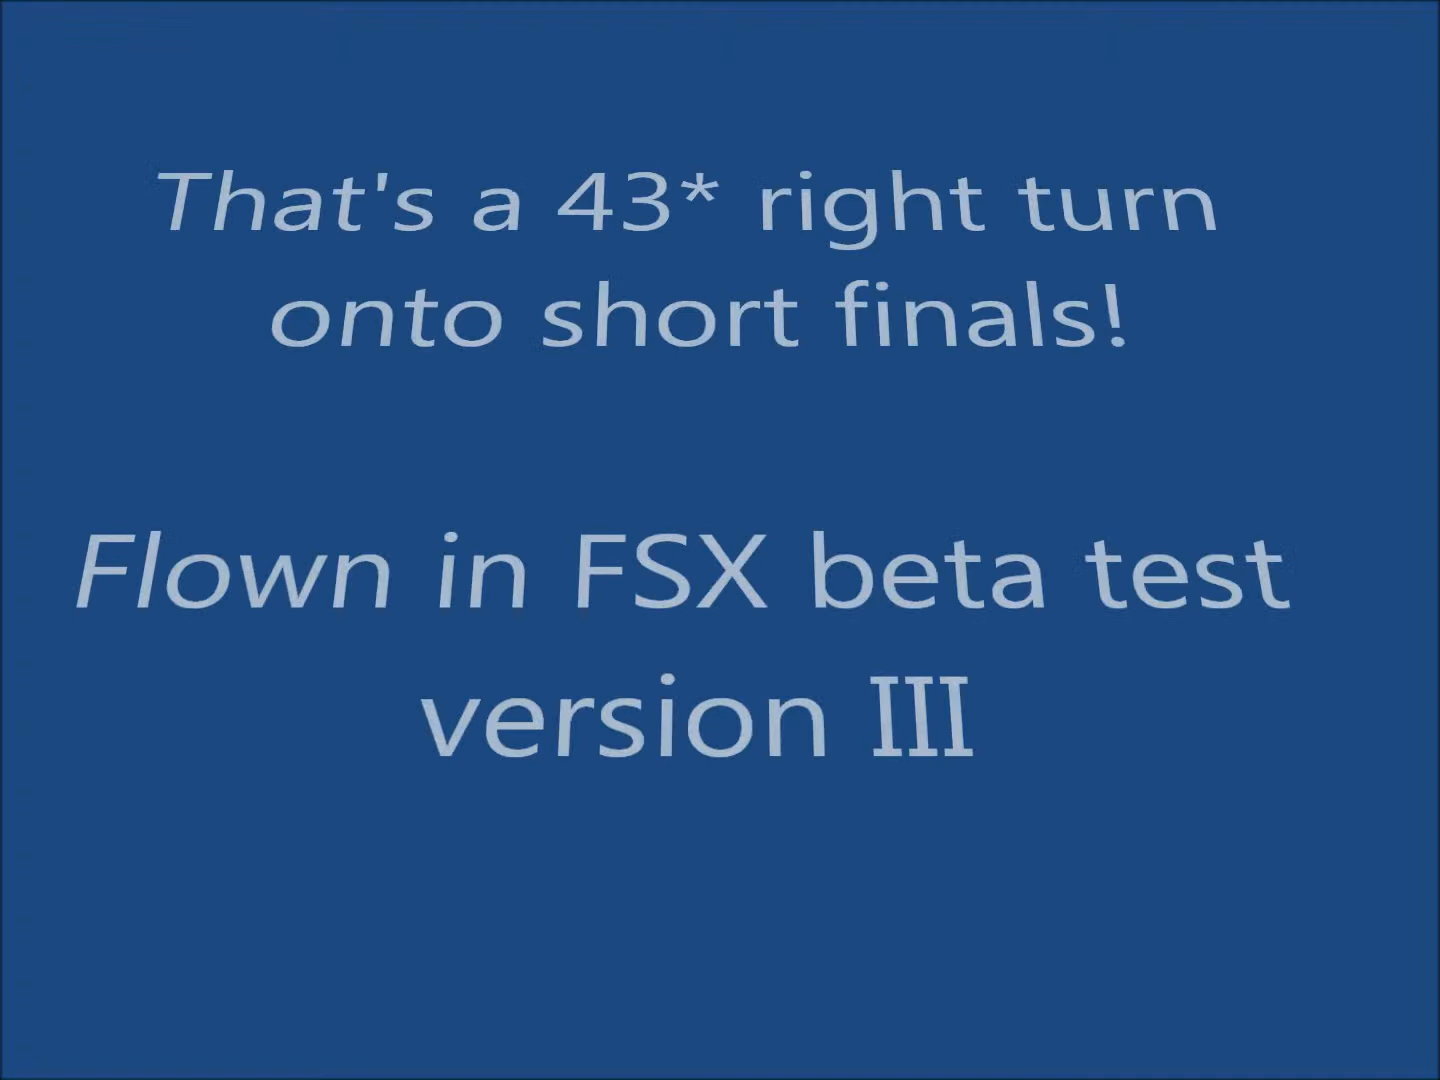 That's a 43* right turn
onto short finals!
Flown in FSX beta test
version III